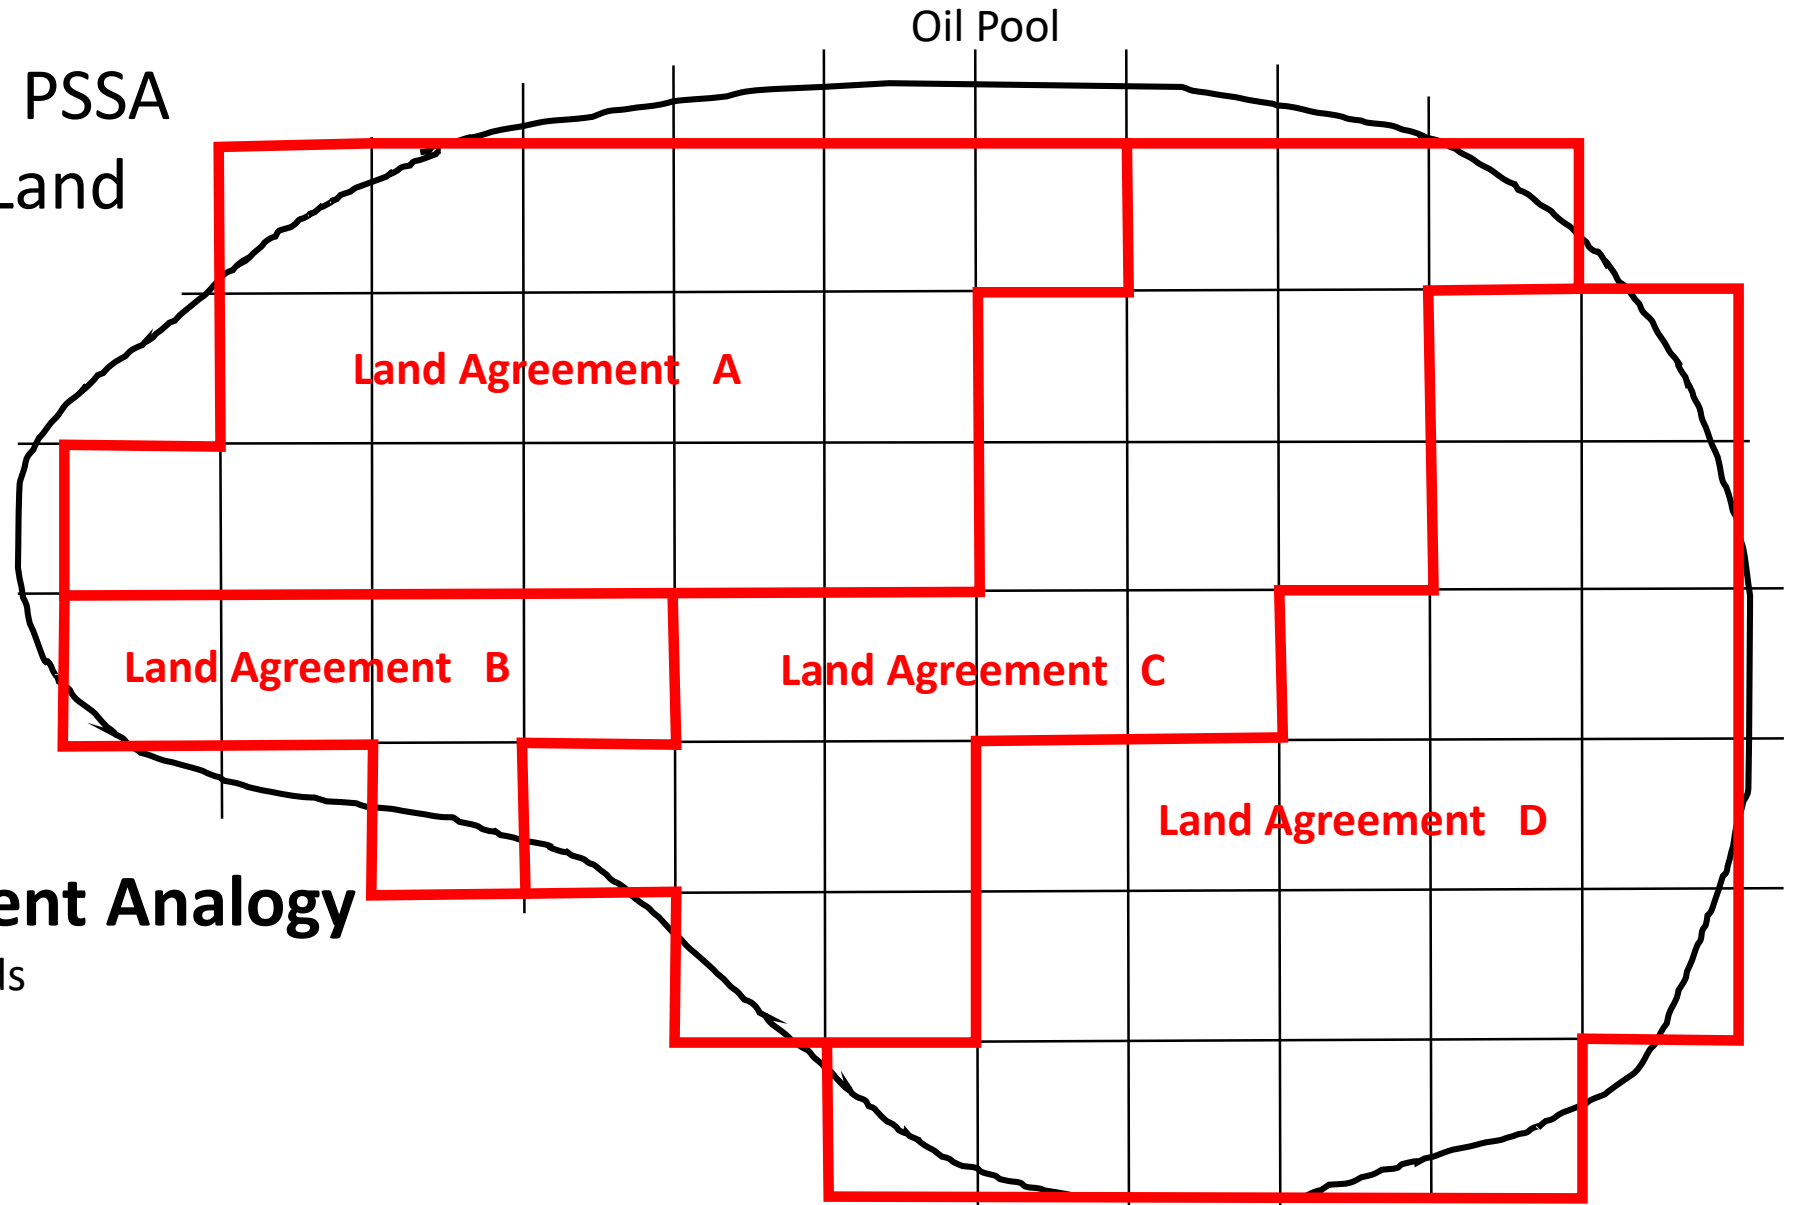 Oil Pool
PSSA
Land
Land Agreement A
Land Agreement B
Land Agreement C
Land Agreement D
ent Analogy
ls